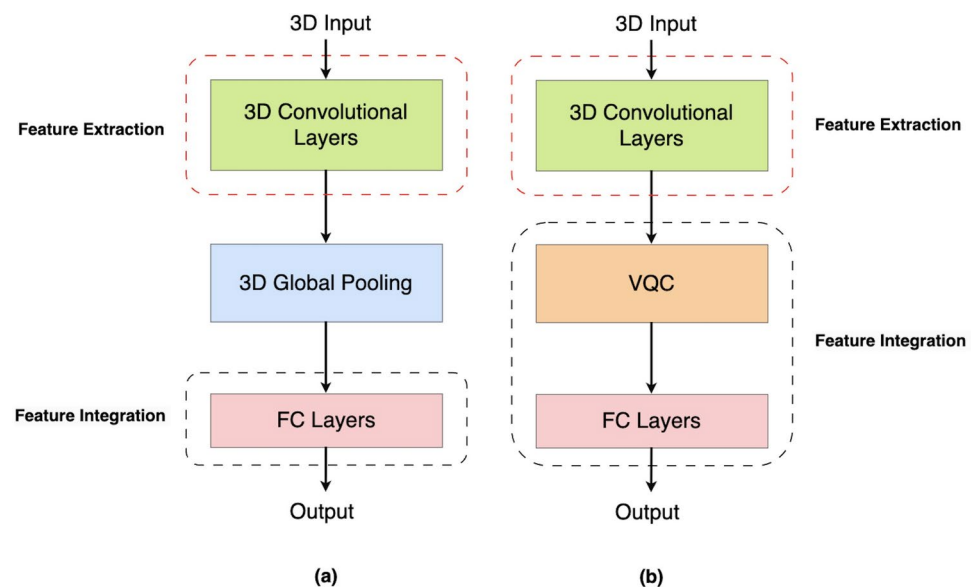 3D Input
Feature Extraction
3D Convolutional
Layers
3D Global Pooling
Feature Integration
FC Layers
Output
(a)
3D Input
3D Convolutional
Layers
Feature Extraction
VQC
Feature Integration
FC Layers
Output
(b)